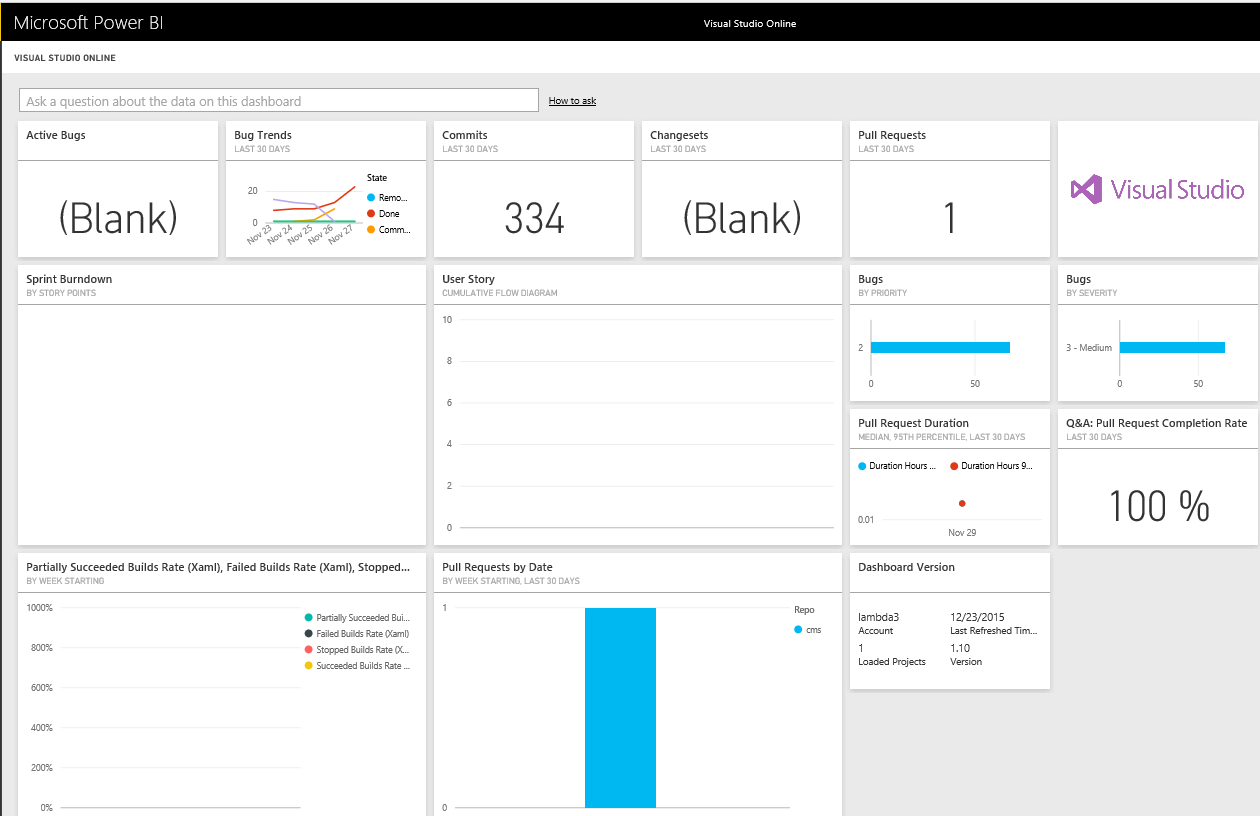 Microsoft Power BI
Visual Studio Online
VISUAL STUDIO ONLINE
Ask a question about the data on this dashboard
How to ask
Active Bugs
(Blank)
Bug Trends
LAST 30 DAYS
20
0
Nov 23
Nov 24
Nov 25
Nov 26
Nov 27
State
Remo...
Done
Comm...
Commits
LAST 30 DAYS
334
Changesets
LAST 30 DAYS
(Blank)
Pull Requests
LAST 30 DAYS
1
Visual Studio
Sprint Burndown
BY STORY POINTS
User Story
CUMULATIVE FLOW DIAGRAM
10
8
6
4
2
0
Bugs
BY PRIORITY
2
0 50
Bugs
BY SEVERITY
3 - Medium
0 50
Pull Request Duration
MEDIAN, 95TH PERCENTILE, LAST 30 DAYS
Duration Hours ... Duration Hours 9...
0.01
Nov 29
Q&A: Pull Request Completion Rate
LAST 30 DAYS
100 %
Partially Succeeded Builds Rate (Xaml), Failed Builds Rate (Xaml), Stopped...
BY WEEK STARTING
1000%
800%
600%
400%
200%
0%
Partially Succeeded Bui...
Failed Builds Rate (Xaml)
Stopped Builds Rate (X...
Succeeded Builds Rate ...
Pull Requests by Date
BY WEEK STARTING, LAST 30 DAYS
1
0
Repo
cms
Dashboard Version
lambda3 12/23/2015
Account Last Refreshed Tim...
1 1.10
Loaded Projects Version